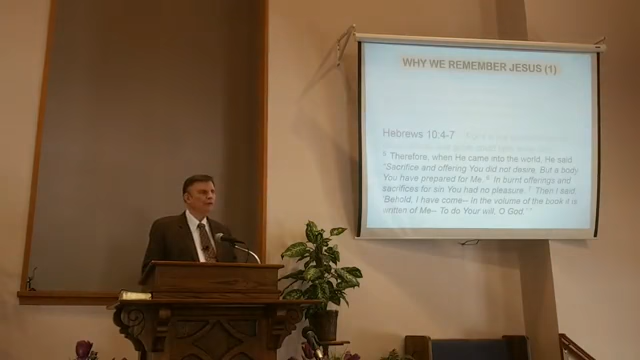 WHY WE REMEMBER JESUS (1)
Hebrews 10:4-7
5 Therefore, when He came into the world, He said:
"Sacrifice and offering You did not desire, But a body
You have prepared for Me. 6 In burnt offerings and
sacrifices for sin You had no pleasure. 7 Then I said,
'Behold, I have come-- in the volume of the book it is
written of Me-- To do Your will, O God.' "